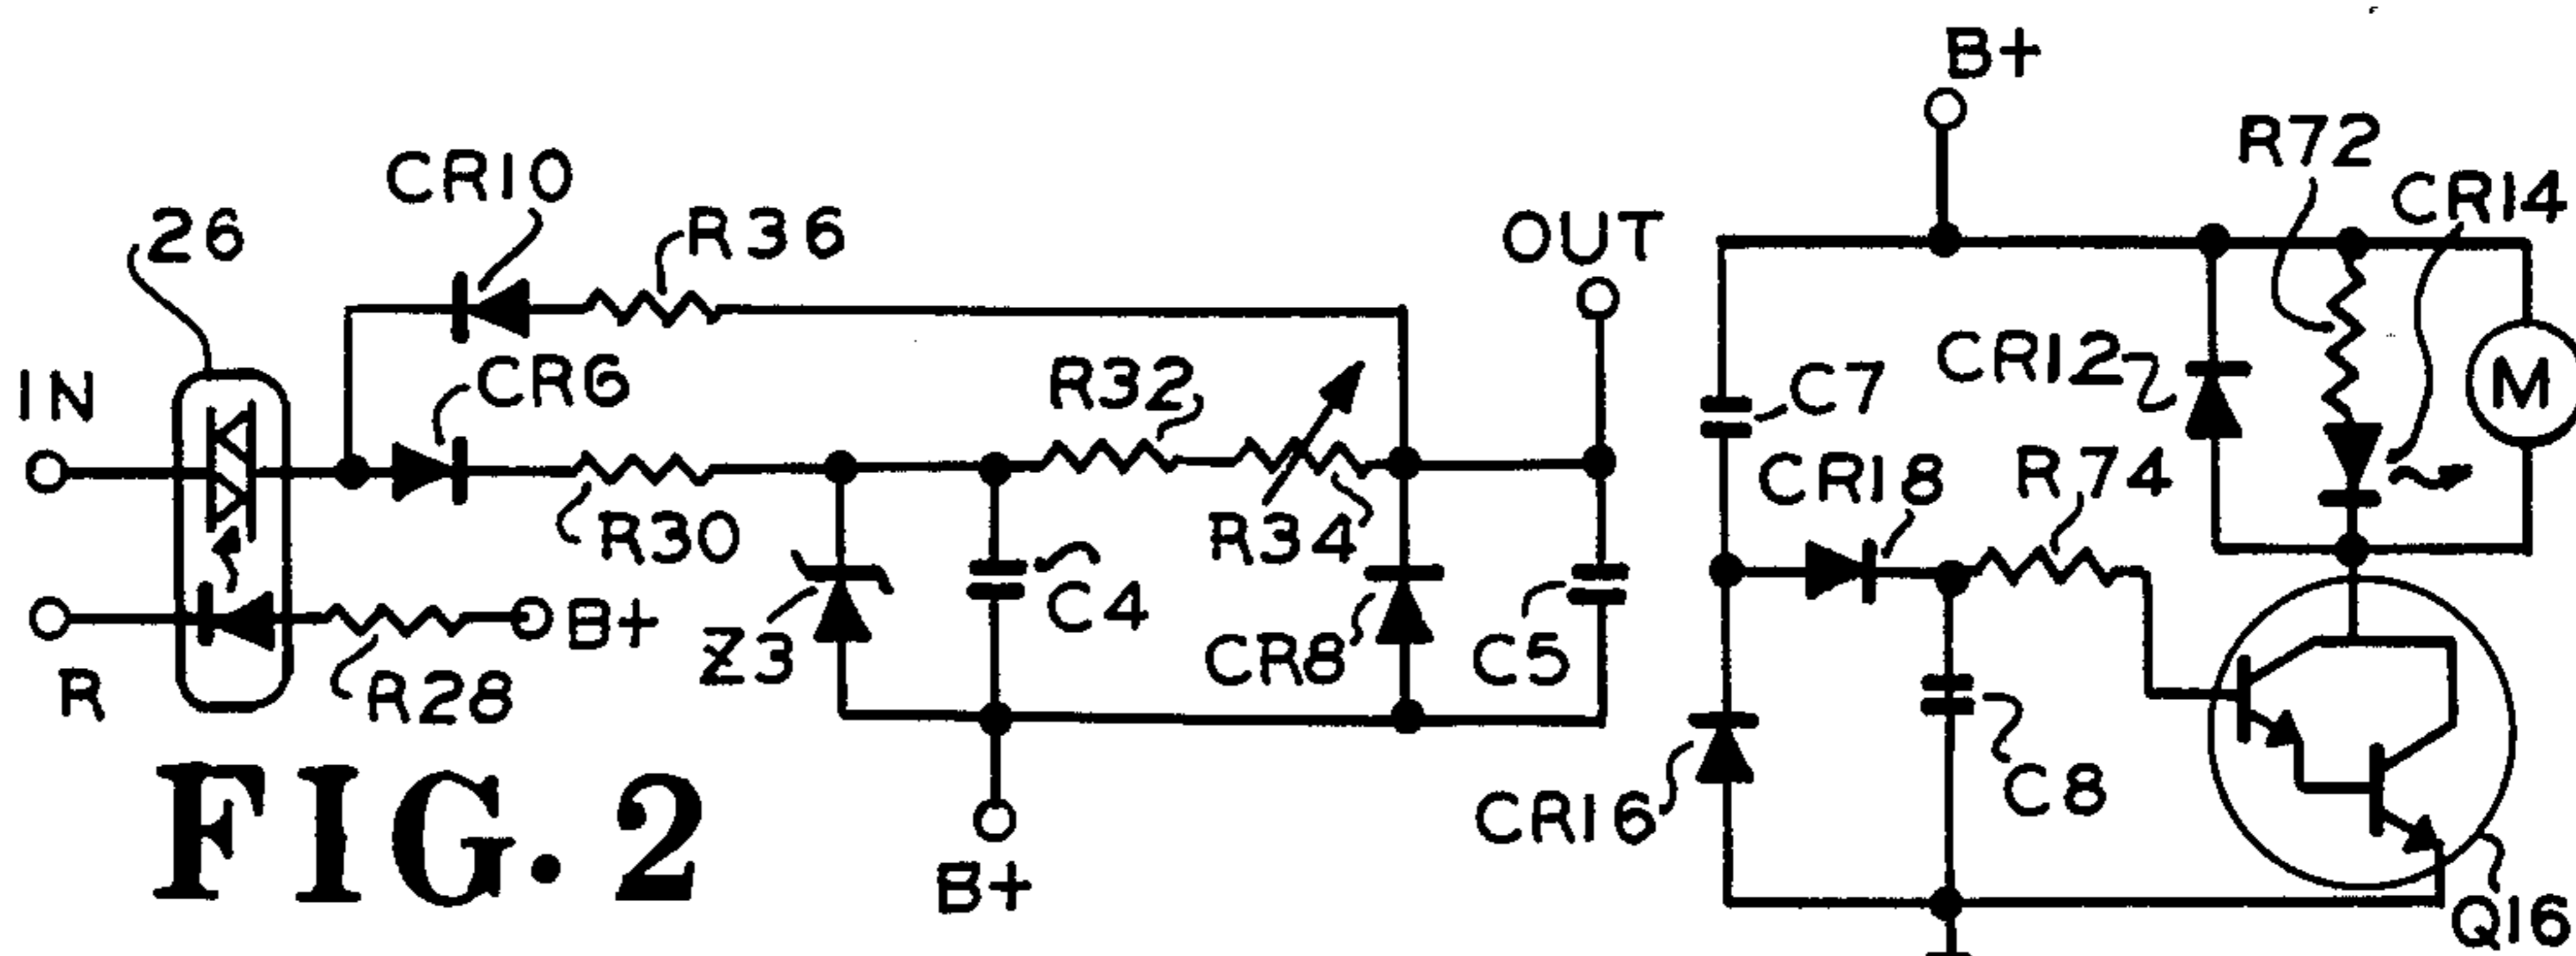 B+
R72
CR14
CR10
26
R36
OUT
IN
CR6
R32
C7
CR12
M
R30
R34
CR18
R74
Z3
C4
CR8
C5
B+
R
R28
CR16
C8
FIG. 2
B+
Q16